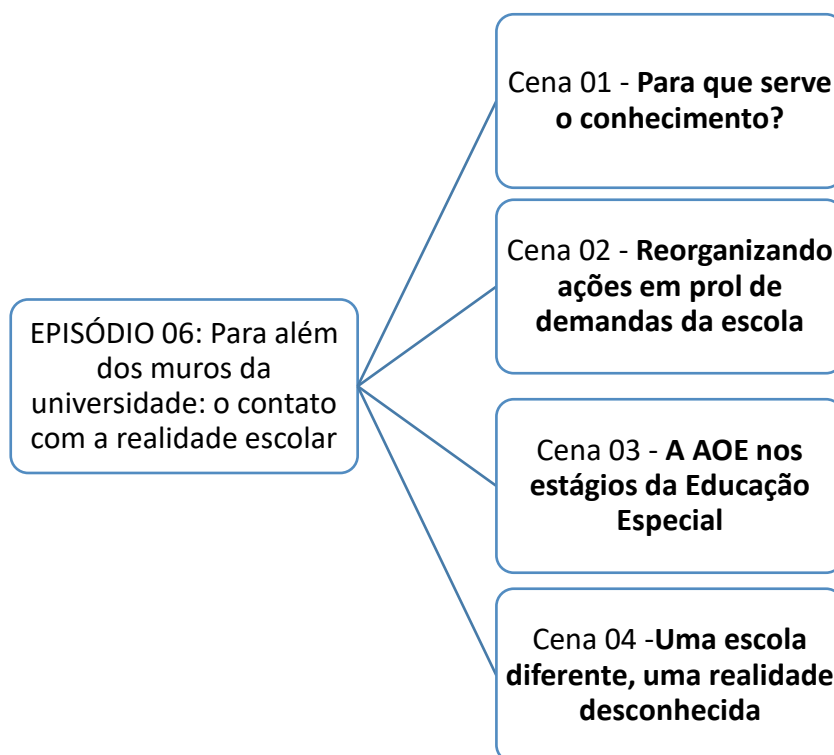 Cena 01 - Para que serve
o conhecimento?
Cena 02 - Reorganizando
ações em prol de
demandas da escola
EPISÓDIO 06: Para além
dos muros da
universidade: o contato
com a realidade escolar
Cena 03 - A AOE nos
estágios da Educação
Especial
Cena 04 -Uma escola
diferente, uma realidade
desconhecida